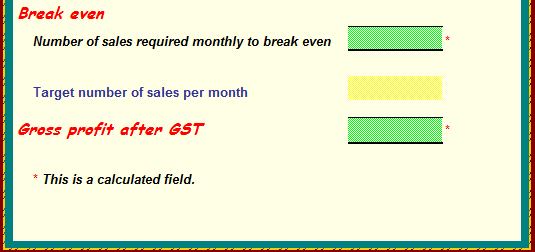 Break even
Number of sales required monthly to break even *
Target number of sales per month
Gross profit after GST *
* This is a calculated field.